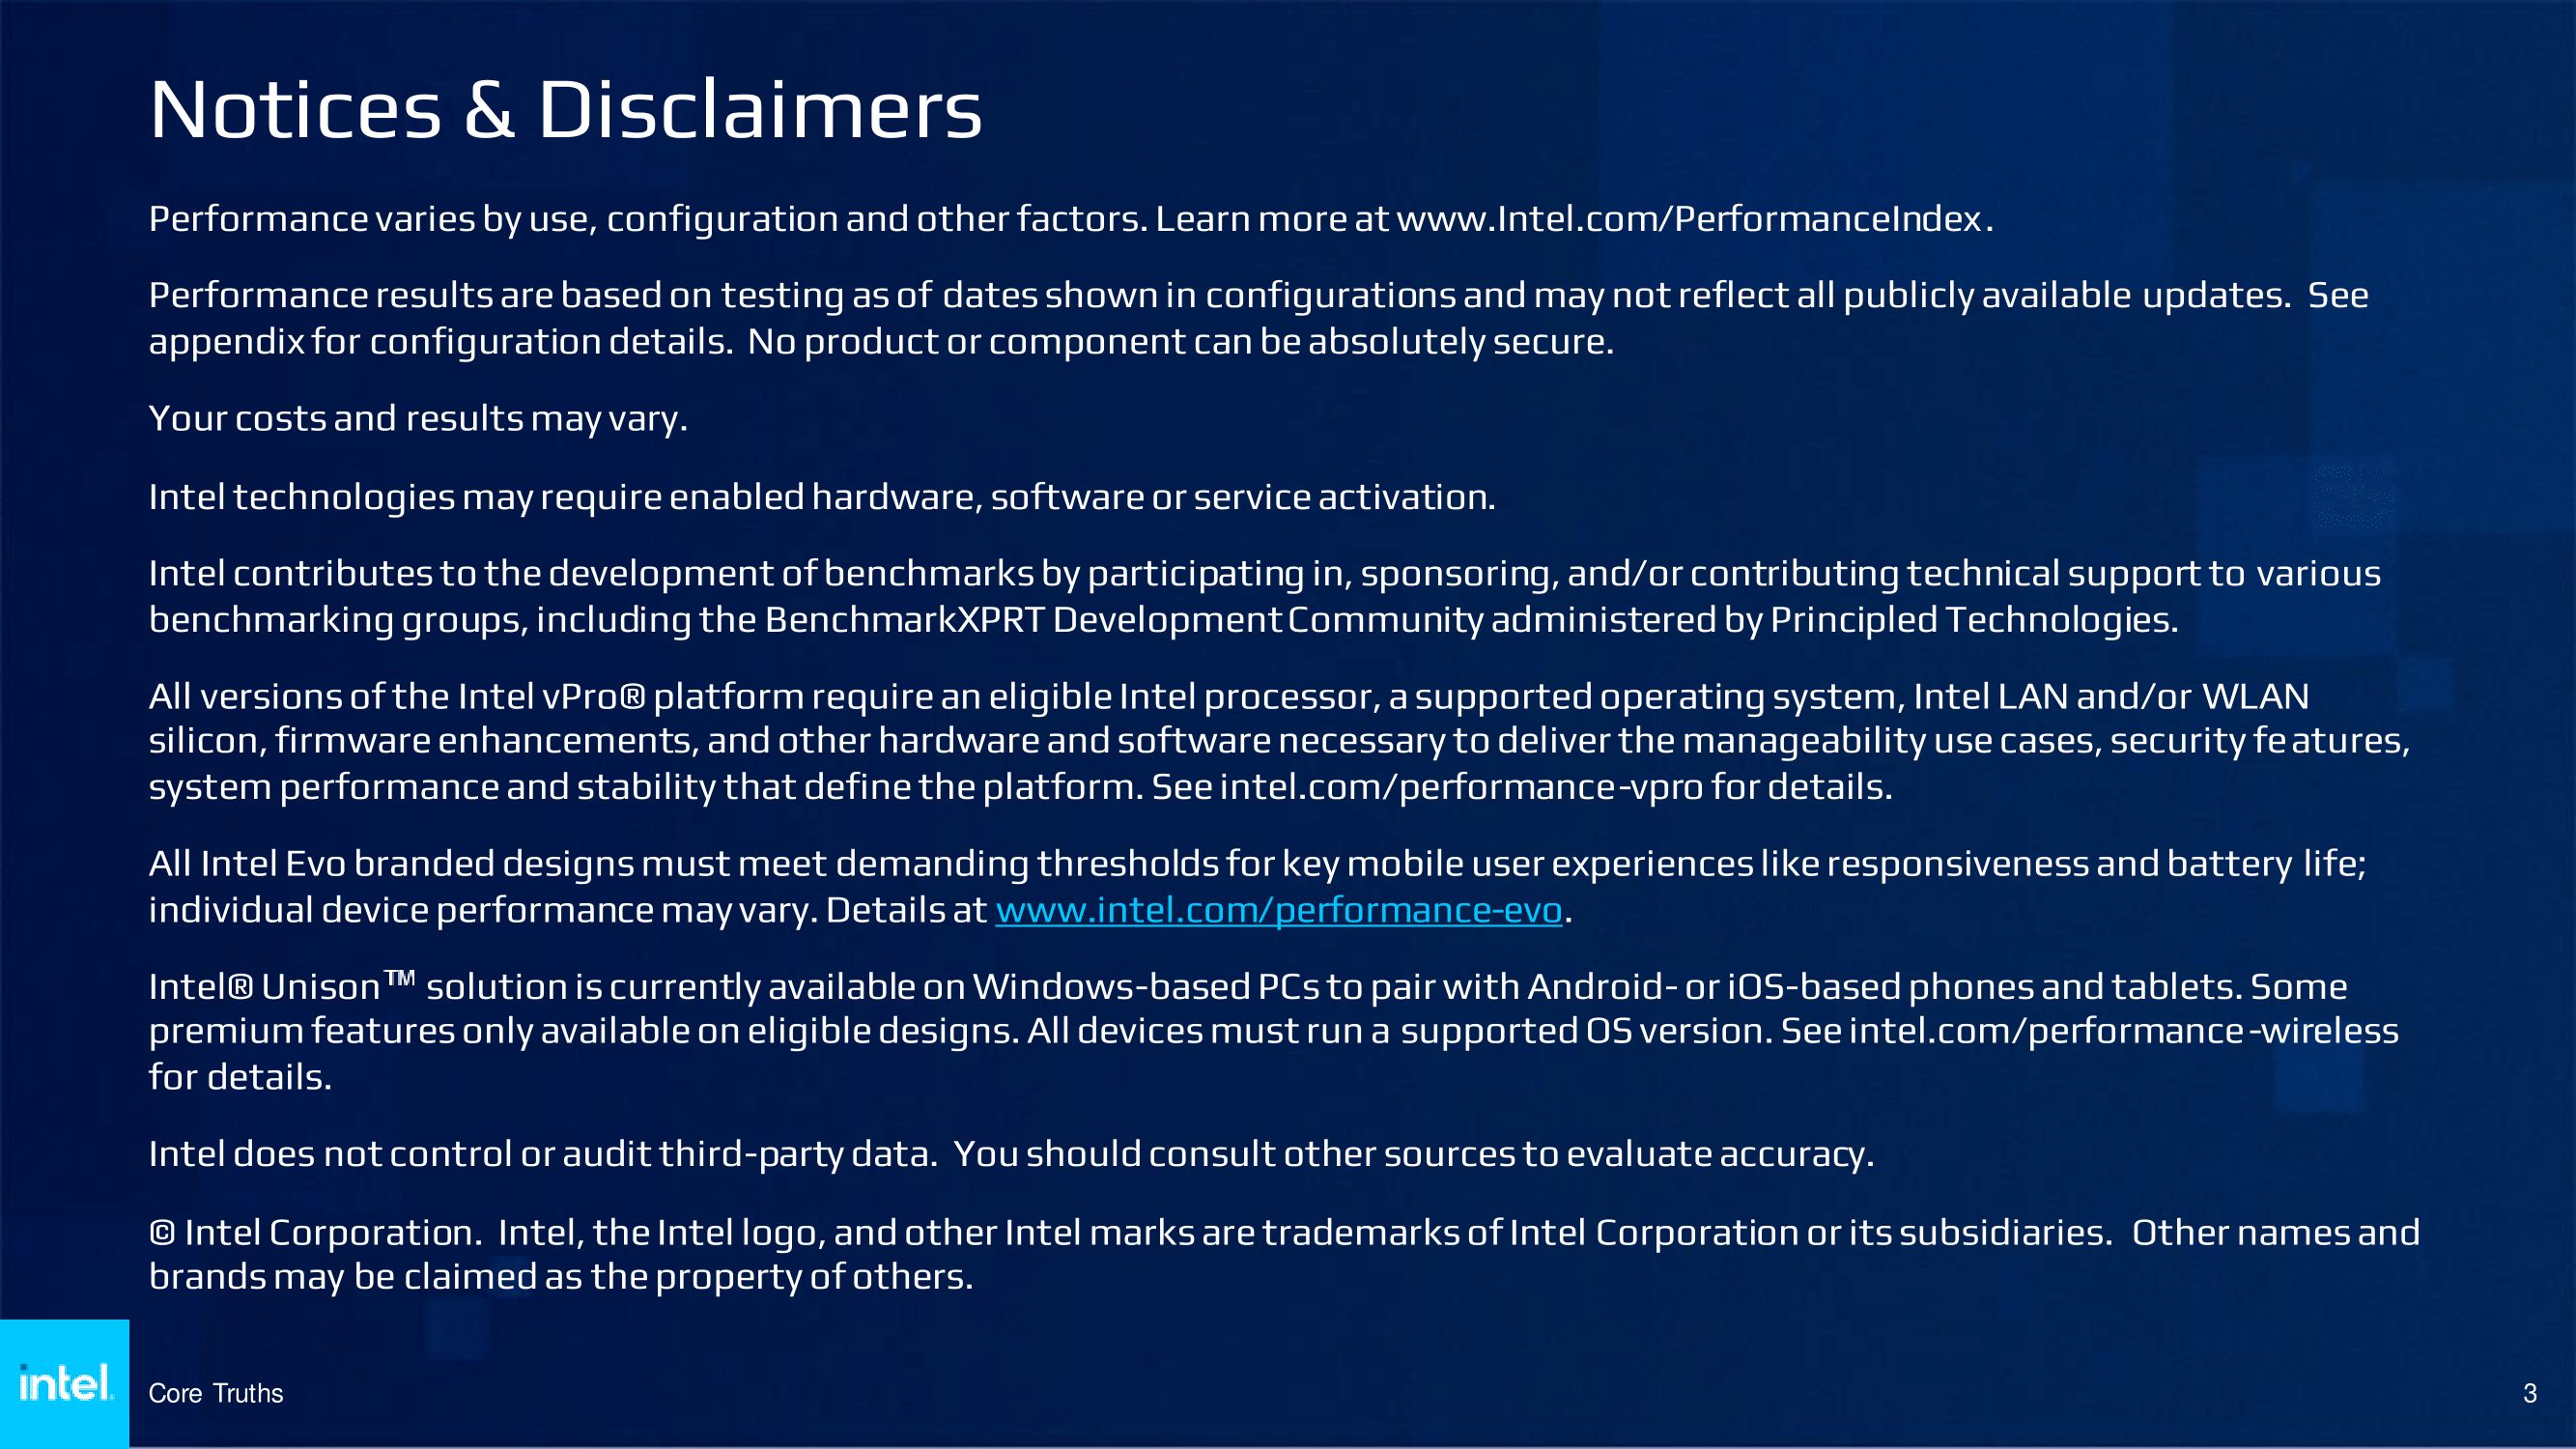 Notices & Disclaimers
Performance varies by use, configuration and other factors. Learn more at www.Intel.com/PerformanceIndex.
Performance results are based on testing as of dates shown in configurations and may not reflect all publicly available updates. See
appendix for configuration details. No product or component can be absolutely secure.
Your costs and results may vary.
Intel technologies may require enabled hardware, software or service activation.
Intel contributes to the development of benchmarks by participating in, sponsoring, and/or contributing technical support to various
benchmarking groups, including the BenchmarkXPRT Development Community administered by Principled Technologies.
All versions of the Intel vPro® platform require an eligible Intel processor, a supported operating system, Intel LAN and/or WLAN
silicon, firmware enhancements, and other hardware and software necessary to deliver the manageability use cases, security features,
system performance and stability that define the platform. See intel.com/performance-vpro for details.
All Intel Evo branded designs must meet demanding thresholds for key mobile user experiences like responsiveness and battery life;
individual device performance may vary. Details at www.intel.com/performance-evo.
Intel® Unison™ solution is currently available on Windows-based PCs to pair with Android- or iOS-based phones and tablets. Some
premium features only available on eligible designs. All devices must run a supported OS version. See intel.com/performance-wireless
for details.
Intel does not control or audit third-party data. You should consult other sources to evaluate accuracy.
© Intel Corporation. Intel, the Intel logo, and other Intel marks are trademarks of Intel Corporation or its subsidiaries. Other names and
brands may be claimed as the property of others.
intel.
Core Truths
3